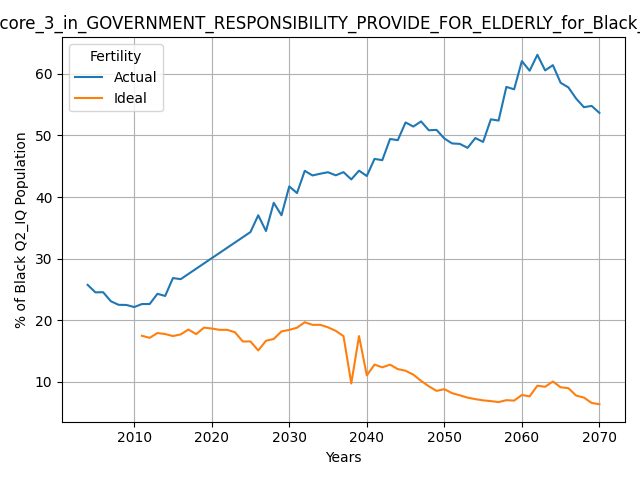 core_3_in_GOVERNMENT_RESPONSIBILITY_PROVIDE_FOR_ELDERLY_for_Black_
Fertility
Actual
Ideal
% of Black Q2_IQ Population
60
50
40
30
20
10
2010 2020 2030 2040 2050 2060 2070
Years